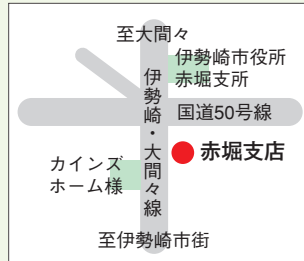 至大間々
伊勢崎市役所
赤堀支所
伊勢崎・大間々線
国道50号線
赤堀支店
カインズ
ホーム様
至伊勢崎市街